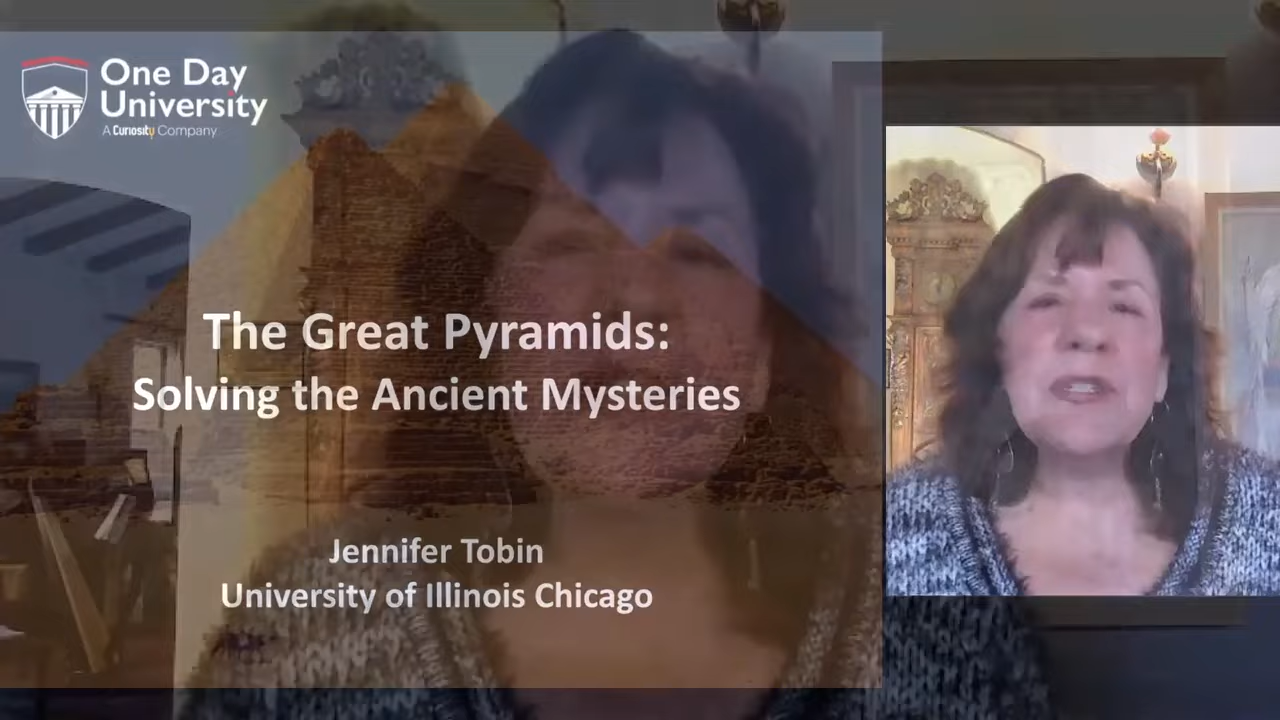 One Day
University
A Curiosity Company
The Great Pyramids:
Solving the Ancient Mysteries
Jennifer Tobin
University of Illinois Chicago